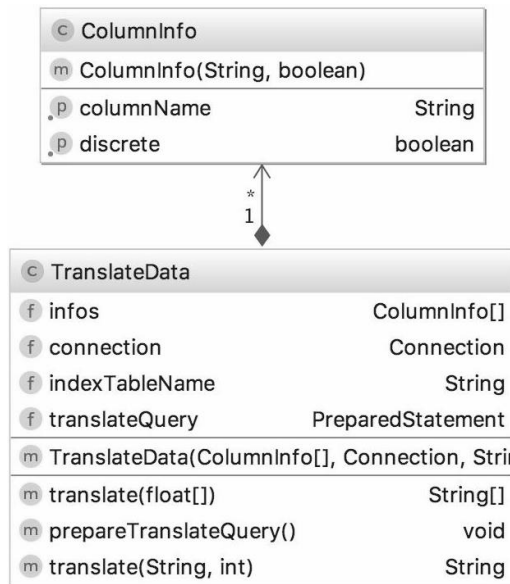 c ColumnInfo
m ColumnInfo(String, boolean)
p columnName String
p discrete boolean
*
1
c TranslateData
f infos ColumnInfo[]
f connection Connection
f indexTableName String
f translateQuery PreparedStatement
m TranslateData(ColumnInfo[], Connection, Strin
m translate(float[]) String[]
m prepareTranslateQuery() void
m translate(String, int) String